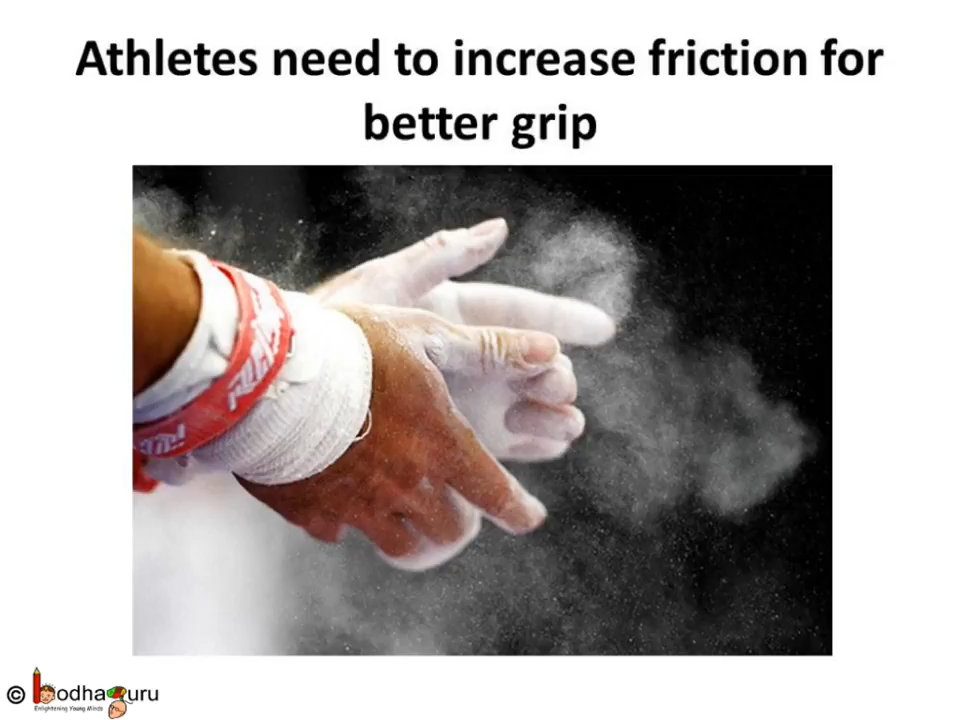 Athletes need to increase friction for
better grip
© bodhaguru
Enlightening Young Minds